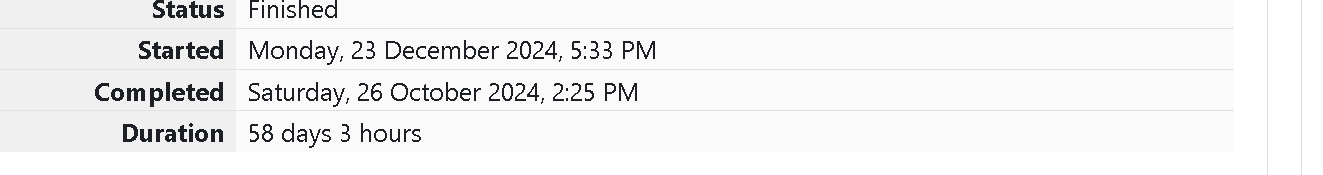 Status Finished
Started Monday, 23 December 2024, 5:33 PM
Completed Saturday, 26 October 2024, 2:25 PM
Duration 58 days 3 hours